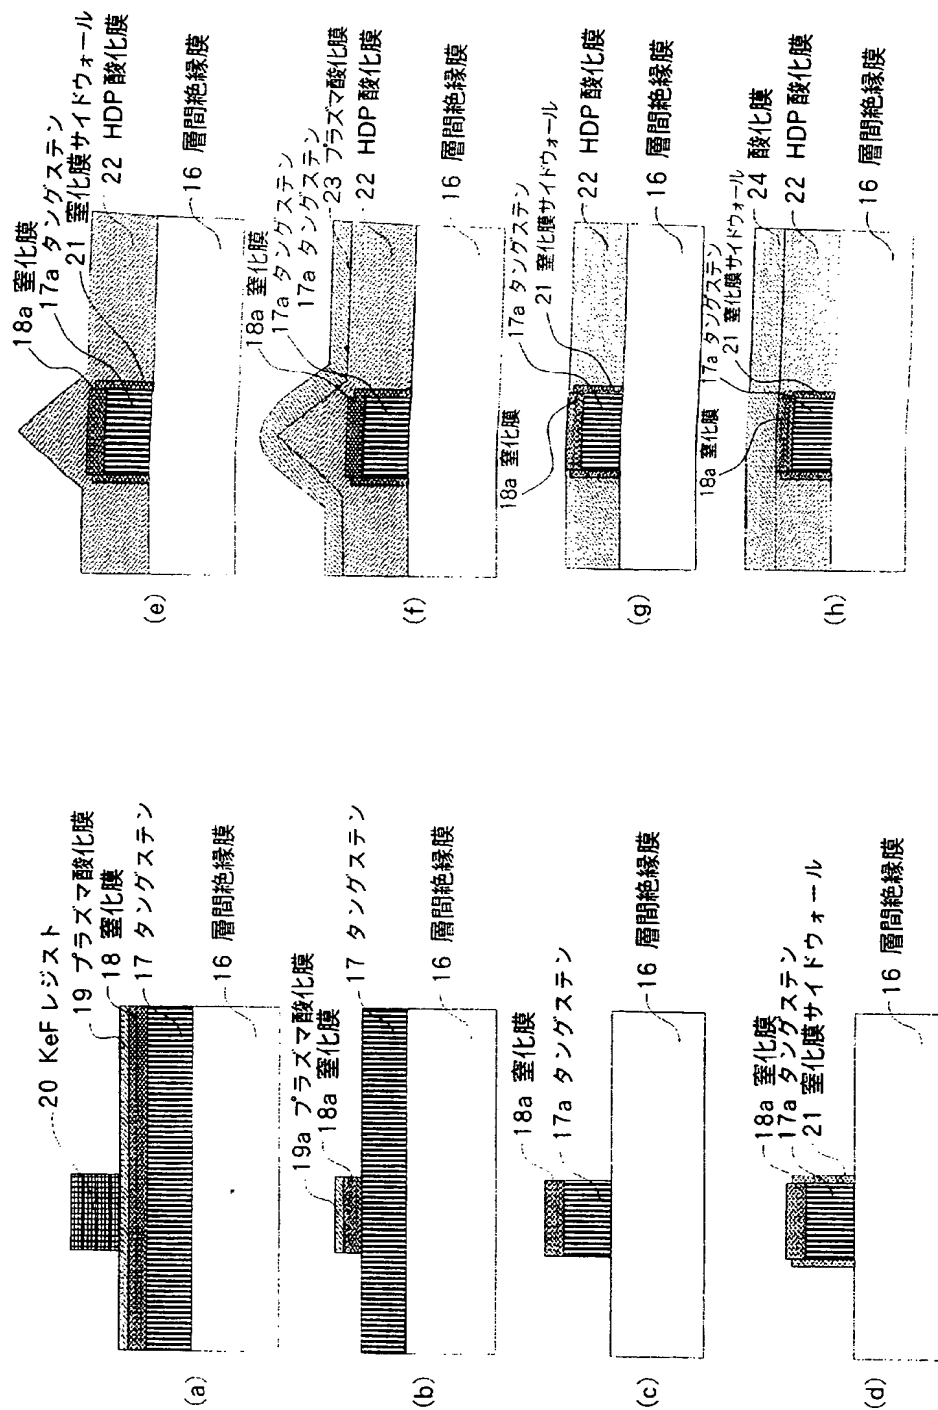 20 KeFレジスト
19 プラズマ酸化膜
18 窒化膜
17 タングステン
16 層間絶縁膜
(a)
19a プラズマ酸化膜
18a 窒化膜
17 タングステン
16 層間絶縁膜
(b)
18a 窒化膜
17a タングステン
16 層間絶縁膜
(c)
18a 窒化膜
17a タングステン
21 窒化膜サイドウォール
16 層間絶縁膜
(d)
18a 窒化膜
17a タングステン
21 窒化膜サイドウォール
22 HDP酸化膜
16 層間絶縁膜
(e)
18a 窒化膜
17a タングステン
17a タングステン
23 プラズマ酸化膜
22 HDP酸化膜
16 層間絶縁膜
(f)
18a 窒化膜
17a タングステン
21 窒化膜サイドウォール
22 HDP酸化膜
16 層間絶縁膜
(g)
18a 窒化膜
17a タングステン
21 窒化膜サイドウォール
24 酸化膜
22 HDP酸化膜
16 層間絶縁膜
(h)